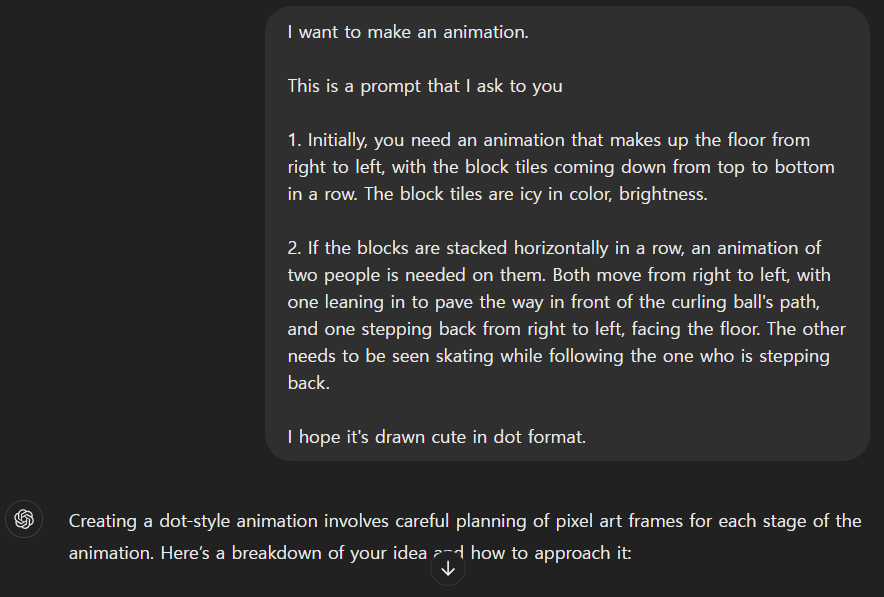 I want to make an animation.
This is a prompt that I ask to you
1. Initially, you need an animation that makes up the floor from
right to left, with the block tiles coming down from top to bottom
in a row. The block tiles are icy in color, brightness.
2. If the blocks are stacked horizontally in a row, an animation of
two people is needed on them. Both move from right to left, with
one leaning in to pave the way in front of the curling ball's path,
and one stepping back from right to left, facing the floor. The other
needs to be seen skating while following the one who is stepping
back.
I hope it's drawn cute in dot format.
Creating a dot-style animation involves careful planning of pixel art frames for each stage of the
animation. Here's a breakdown of your idea and how to approach it: